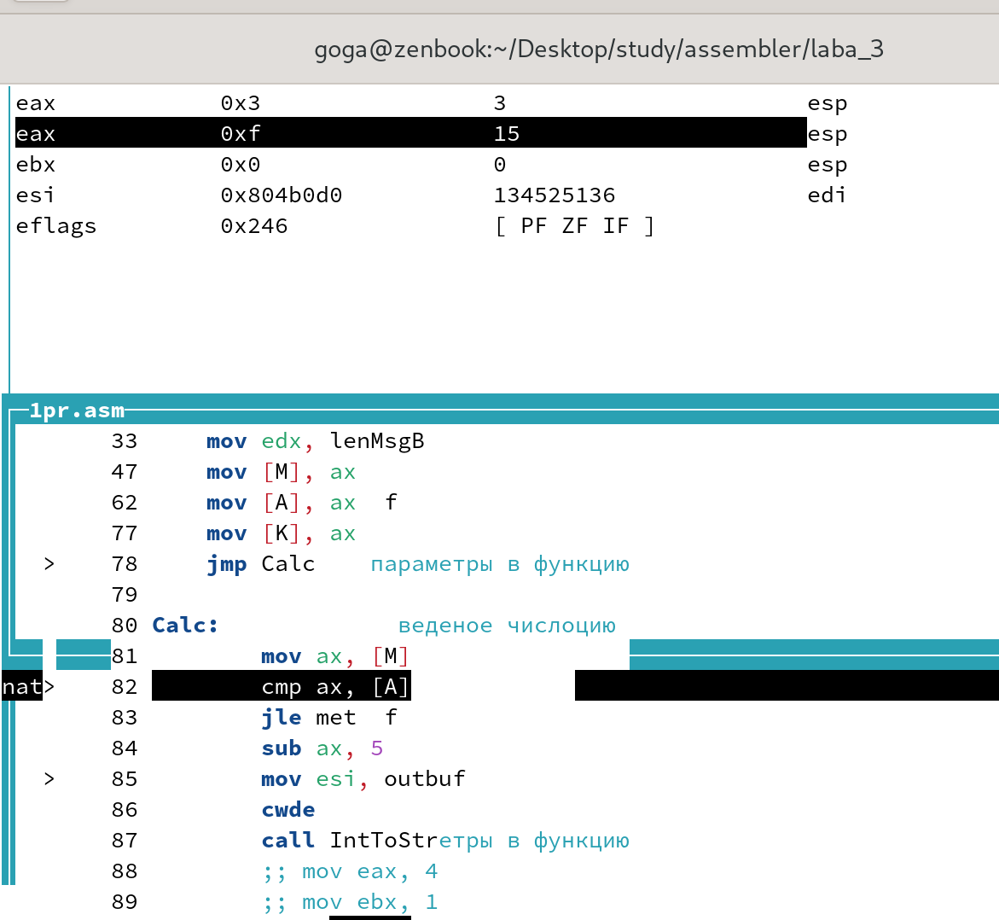 goga@zenbook:~/Desktop/study/assembler/laba_3
eax 0x3 3 esp
eax 0xf 15 esp
ebx 0x0 0 esp
esi 0x804b0d0 134525136 edi
eflags 0x246 [ PF ZF IF ]
1pr.asm
33 mov edx, lenMsgB
47 mov [M], ax
62 mov [A], ax f
77 mov [K], ax
> 78 jmp Calc параметры в функцию
79
80 Calc: веденое числоцию
81 mov ax, [M]
nat> 82 cmp ax, [A]
83 jle met f
84 sub ax, 5
> 85 mov esi, outbuf
86 cwde
87 call IntToStrетры в функцию
88 ;; mov eax, 4
89 ;; mov ebx, 1